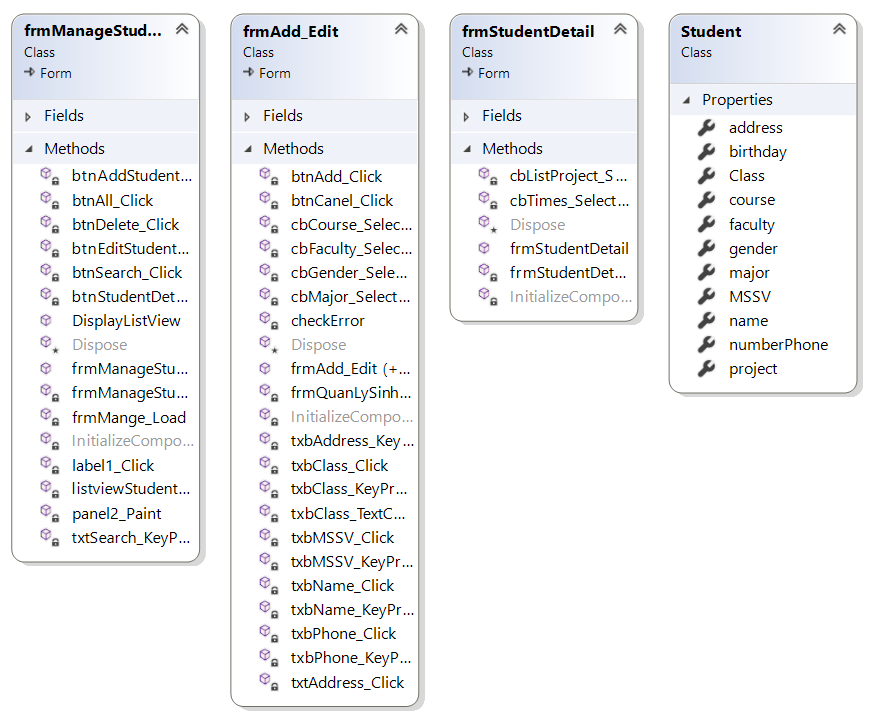 frmManageStud...
Class
Form
Fields
Methods
btnAddStudent...
btnAll_Click
btnDelete_Click
btnEditStudent...
btnSearch_Click
btnStudentDet...
DisplayListView
Dispose
frmManageStu...
frmManageStu...
frmMange_Load
InitializeCompo...
label1_Click
listviewStudent...
panel2_Paint
txtSearch_KeyP...
frmAdd_Edit
Class
Form
Fields
Methods
btnAdd_Click
btnCanel_Click
cbCourse_Selec...
cbFaculty_Selec...
cbGender_Sele...
cbMajor_Select...
checkError
Dispose
frmAdd_Edit (+...
frmQuanLySinh...
InitializeCompo...
txbAddress_Key...
txbClass_Click
txbClass_KeyPr...
txbClass_TextC...
txbMSSV_Click
txbMSSV_KeyPr...
txbName_Click
txbName_KeyPr...
txbPhone_Click
txbPhone_KeyP...
txtAddress_Click
frmStudentDetail
Class
Form
Fields
Methods
cbListProject_S...
cbTimes_Select...
Dispose
frmStudentDetail
frmStudentDet...
InitializeCompo...
Student
Class
Properties
address
birthday
Class
course
faculty
gender
major
MSSV
name
numberPhone
project